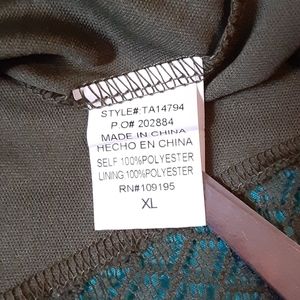 STYLE#:TA14794
P.O# 202884
MADE IN CHINA
HECHO EN CHINA
SELF 100%POLYESTER
LINING 100%POLYESTER
RN#109195
XL